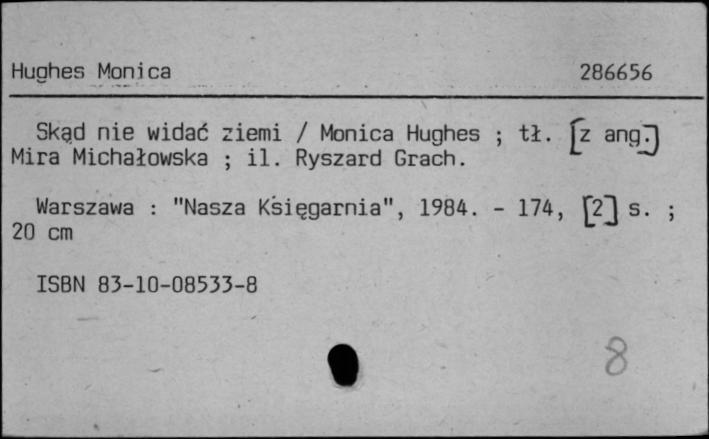 Hughes Monica 286656
Skąd nie widać ziemi / Monica Hughes ; tł. [z ang.]
Mira Michałowska ; il. Ryszard Grach.
Warszawa : "Nasza Księgarnia", 1984. - 174, [2] s. ;
20 cm
ISBN 83-10-08533-8
8